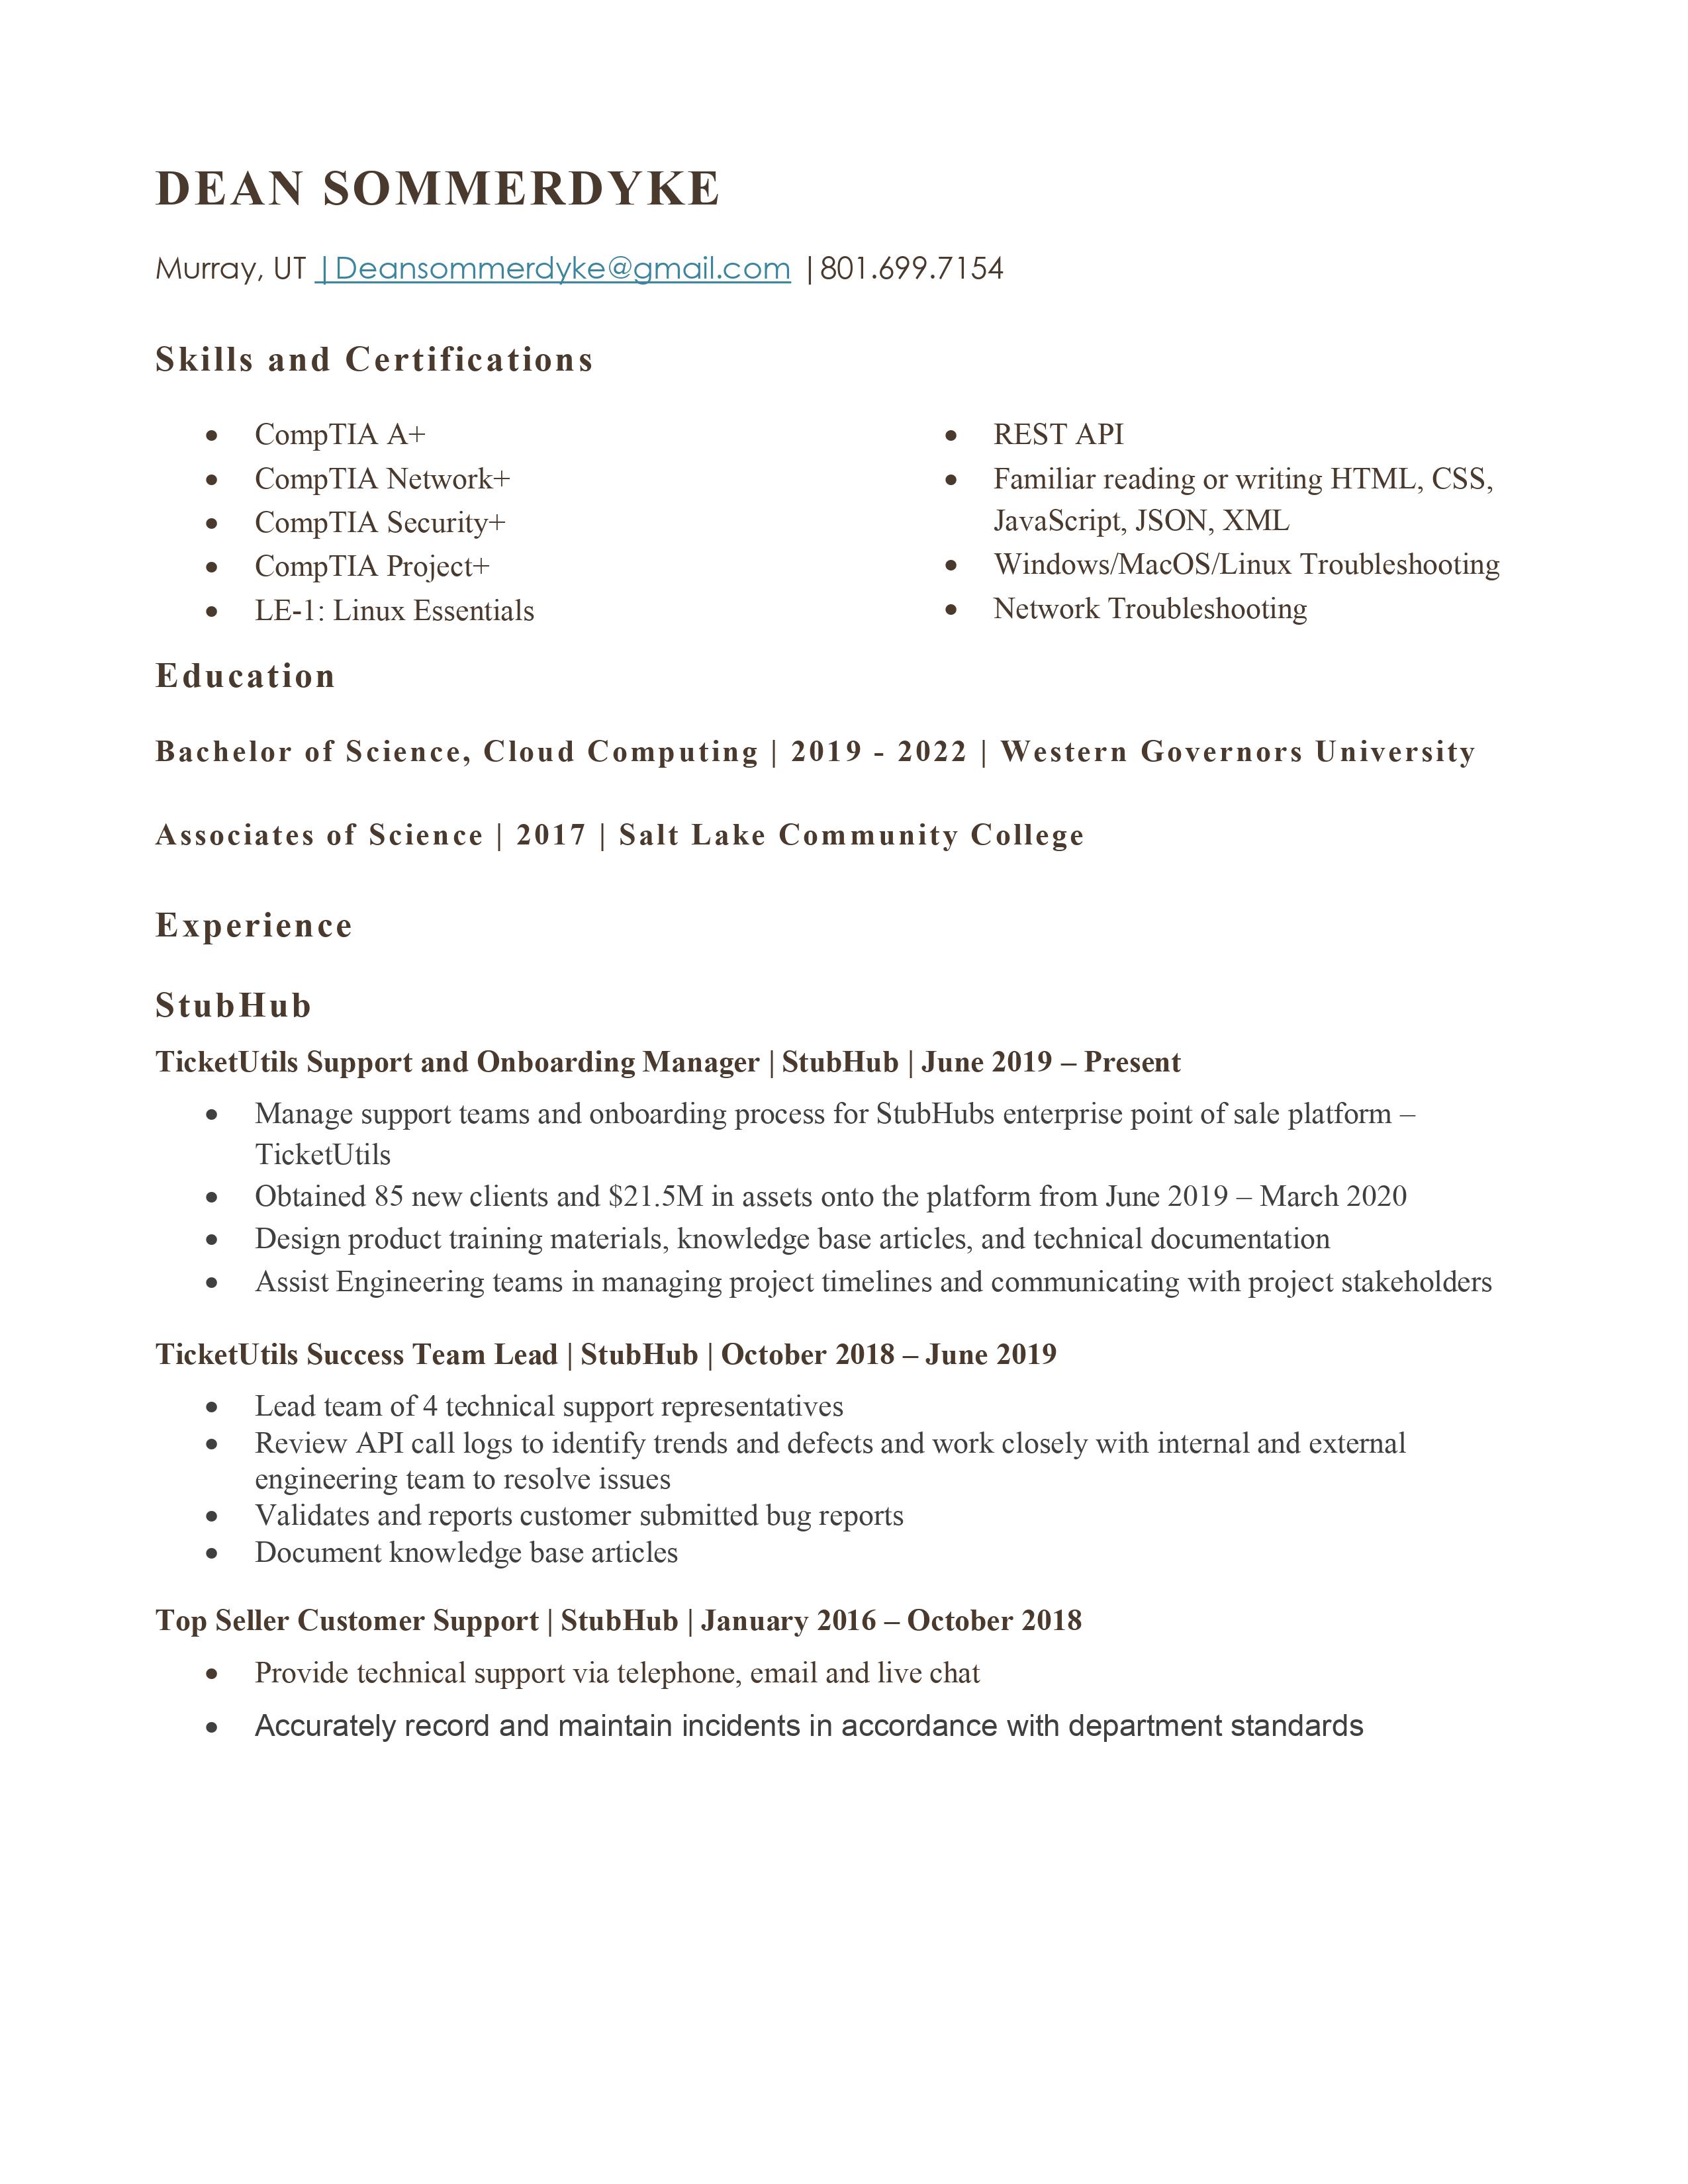 DEAN SOMMERDYKE
Murray, UT |Deansommerdyke@gmail.com |801.699.7154
Skills and Certifications
• CompTIA A+
• CompTIA Network+
• CompTIA Security+
• CompTIA Project+
• LE-1: Linux Essentials
• REST API
• Familiar reading or writing HTML, CSS,
JavaScript, JSON, XML
• Windows/MacOS/Linux Troubleshooting
• Network Troubleshooting
Education
Bachelor of Science, Cloud Computing | 2019 - 2022 | Western Governors University
Associates of Science | 2017 | Salt Lake Community College
Experience
StubHub
TicketUtils Support and Onboarding Manager | StubHub | June 2019 – Present
• Manage support teams and onboarding process for StubHubs enterprise point of sale platform –
TicketUtils
• Obtained 85 new clients and $21.5M in assets onto the platform from June 2019 – March 2020
• Design product training materials, knowledge base articles, and technical documentation
• Assist Engineering teams in managing project timelines and communicating with project stakeholders
TicketUtils Success Team Lead | StubHub | October 2018 – June 2019
• Lead team of 4 technical support representatives
• Review API call logs to identify trends and defects and work closely with internal and external
engineering team to resolve issues
• Validates and reports customer submitted bug reports
• Document knowledge base articles
Top Seller Customer Support | StubHub | January 2016 – October 2018
• Provide technical support via telephone, email and live chat
• Accurately record and maintain incidents in accordance with department standards